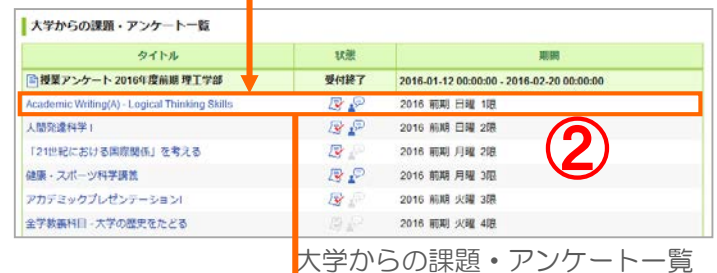 大学からの課題・アンケート一覧
タイトル 状態 期間
授業アンケート 2016年度前期 理工学部 受付終了 2016-01-12 00:00:00 - 2016-02-20 00:00:00
Academic Writing(A) - Logical Thinking Skills 2016 前期 日曜 1限
人間発達科学 I 2016 前期 日曜 2限
「21世紀における国際関係」を考える 2016 前期 月曜 2限
健康・スポーツ科学講義 2016 前期 月曜 3限
アカデミックプレゼンテーションI 2016 前期 火曜 3限
全学教養科目 - 大学の歴史をたどる 2016 前期 火曜 4限
②
大学からの課題・アンケート一覧